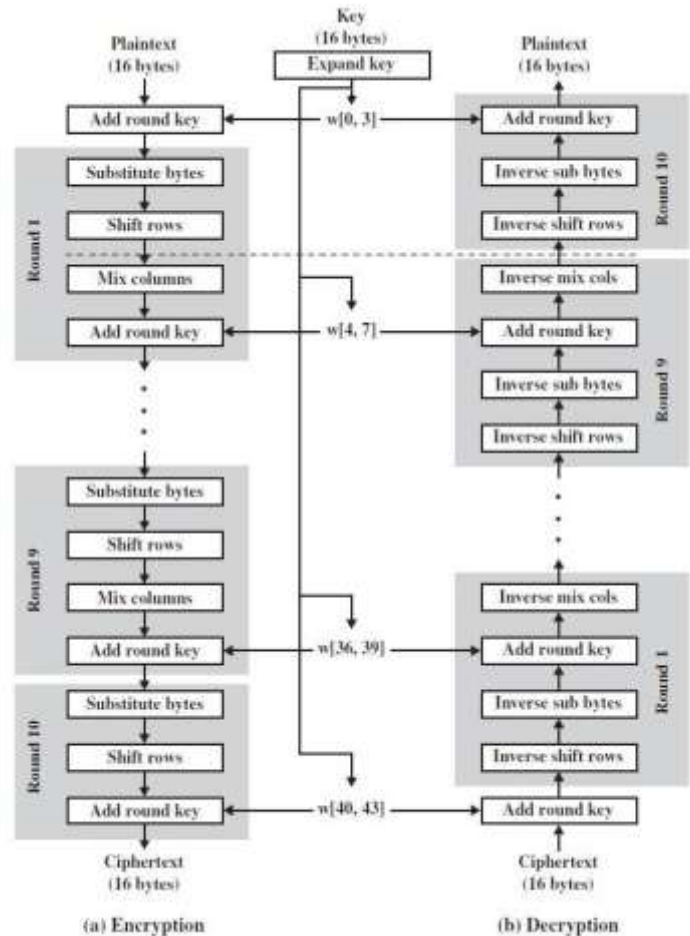 Key
(16 bytes)
Expand key
Plaintext
(16 bytes)
Add round key
Round 1
Substitute bytes
Shift rows
Mix columns
Add round key
Round 9
Substitute bytes
Shift rows
Mix columns
Add round key
Round 10
Substitute bytes
Shift rows
Add round key
Ciphertext
(16 bytes)
(a) Encryption
w[0, 3]
w[4, 7]
w[36, 39]
w[40, 43]
Plaintext
(16 bytes)
Add round key
Inverse sub bytes
Inverse shift rows
Round 10
Inverse mix cols
Add round key
Inverse sub bytes
Inverse shift rows
Round 9
Inverse mix cols
Add round key
Inverse sub bytes
Inverse shift rows
Round 1
Add round key
Ciphertext
(16 bytes)
(b) Decryption